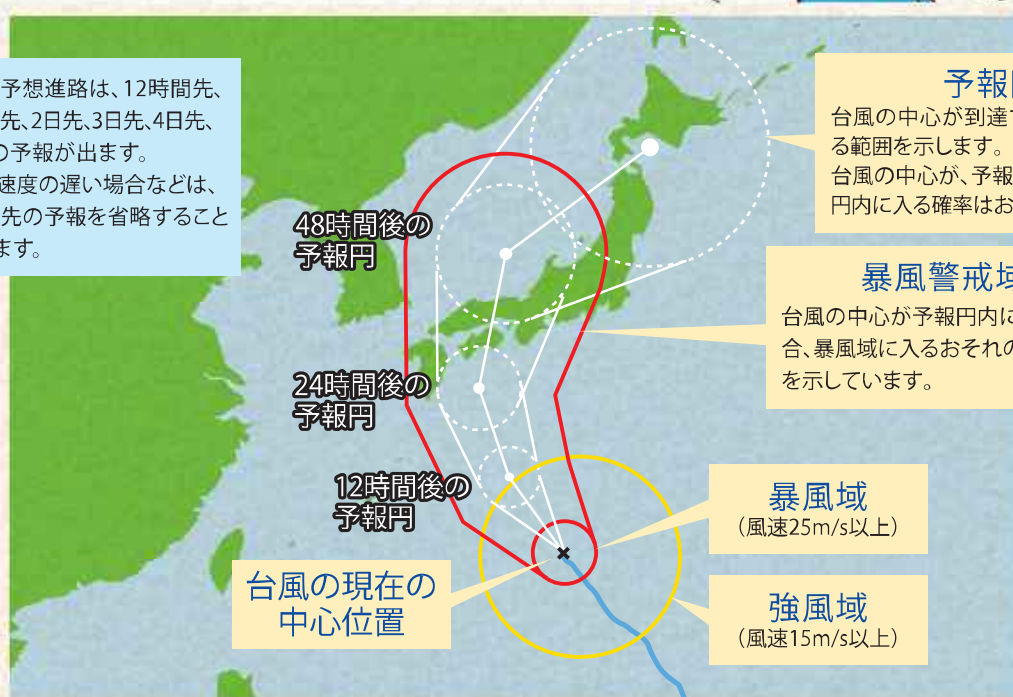 予想進路は、12時間先、
先、2日先、3日先、4日先、
の予報が出ます。
速度の遅い場合などは、
先の予報を省略すること
ます。
予報
台風の中心が到達
る範囲を示します。
台風の中心が、予報
円内に入る確率はお
48時間後の
予報円
暴風警戒域
台風の中心が予報円内に
合、暴風域に入るおそれの
を示しています。
24時間後の
予報円
12時間後の
予報円
暴風域
(風速25m/s以上)
台風の現在の
中心位置
強風域
(風速15m/s以上)